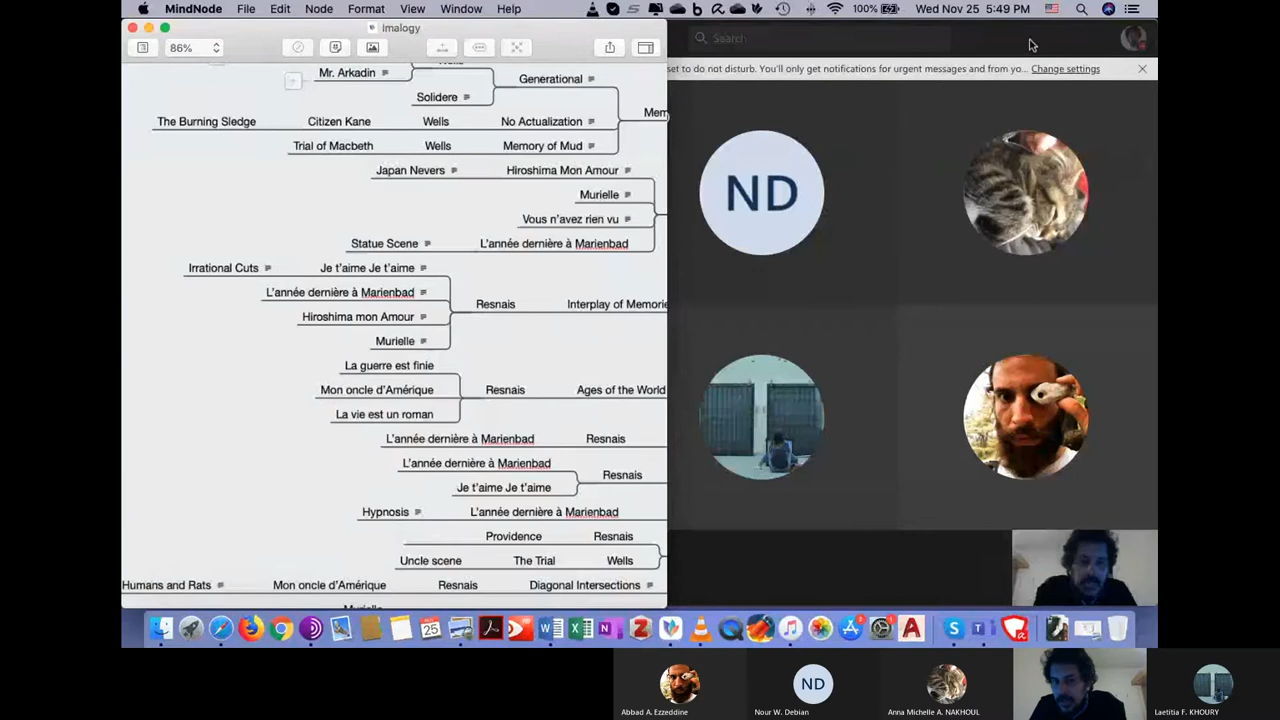 MindNode File Edit Node Format View Window Help
100% Wed Nov 25 5:49 PM
Imalogy
86%
Search
set to do not disturb. You'll only get notifications for urgent messages and from yo... Change settings
Mr. Arkadin
Generational
Solidere
The Burning Sledge Citizen Kane Wells No Actualization
Trial of Macbeth Wells Memory of Mud
Japan Nevers Hiroshima Mon Amour
Murielle
Vous n'avez rien vu
Statue Scene L'année dernière à Marienbad
Irrational Cuts Je t'aime Je t'aime
L'année dernière à Marienbad
Resnais Interplay of Memories
Hiroshima mon Amour
Murielle
La guerre est finie
Mon oncle d'Amérique Resnais Ages of the World
La vie est un roman
L'année dernière à Marienbad Resnais
L'année dernière à Marienbad
Resnais
Je t'aime Je t'aime
Hypnosis L'année dernière à Marienbad
Providence Resnais
Uncle scene The Trial Wells
Humans and Rats Mon oncle d'Amérique Resnais Diagonal Intersections
ND
25
Abbad A. Ezzeddine
ND
Nour W. Debian
Anna Michelle A. NAKHOUL
Laetitia F. KHOURY